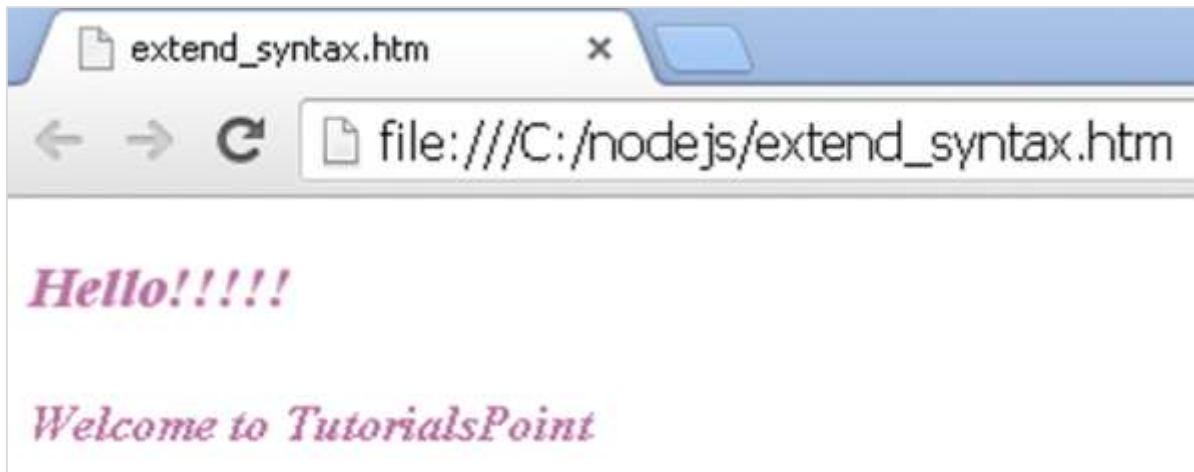 extend_syntax.htm
file:///C:/nodejs/extend_syntax.htm
Hello!!!!!
Welcome to TutorialsPoint